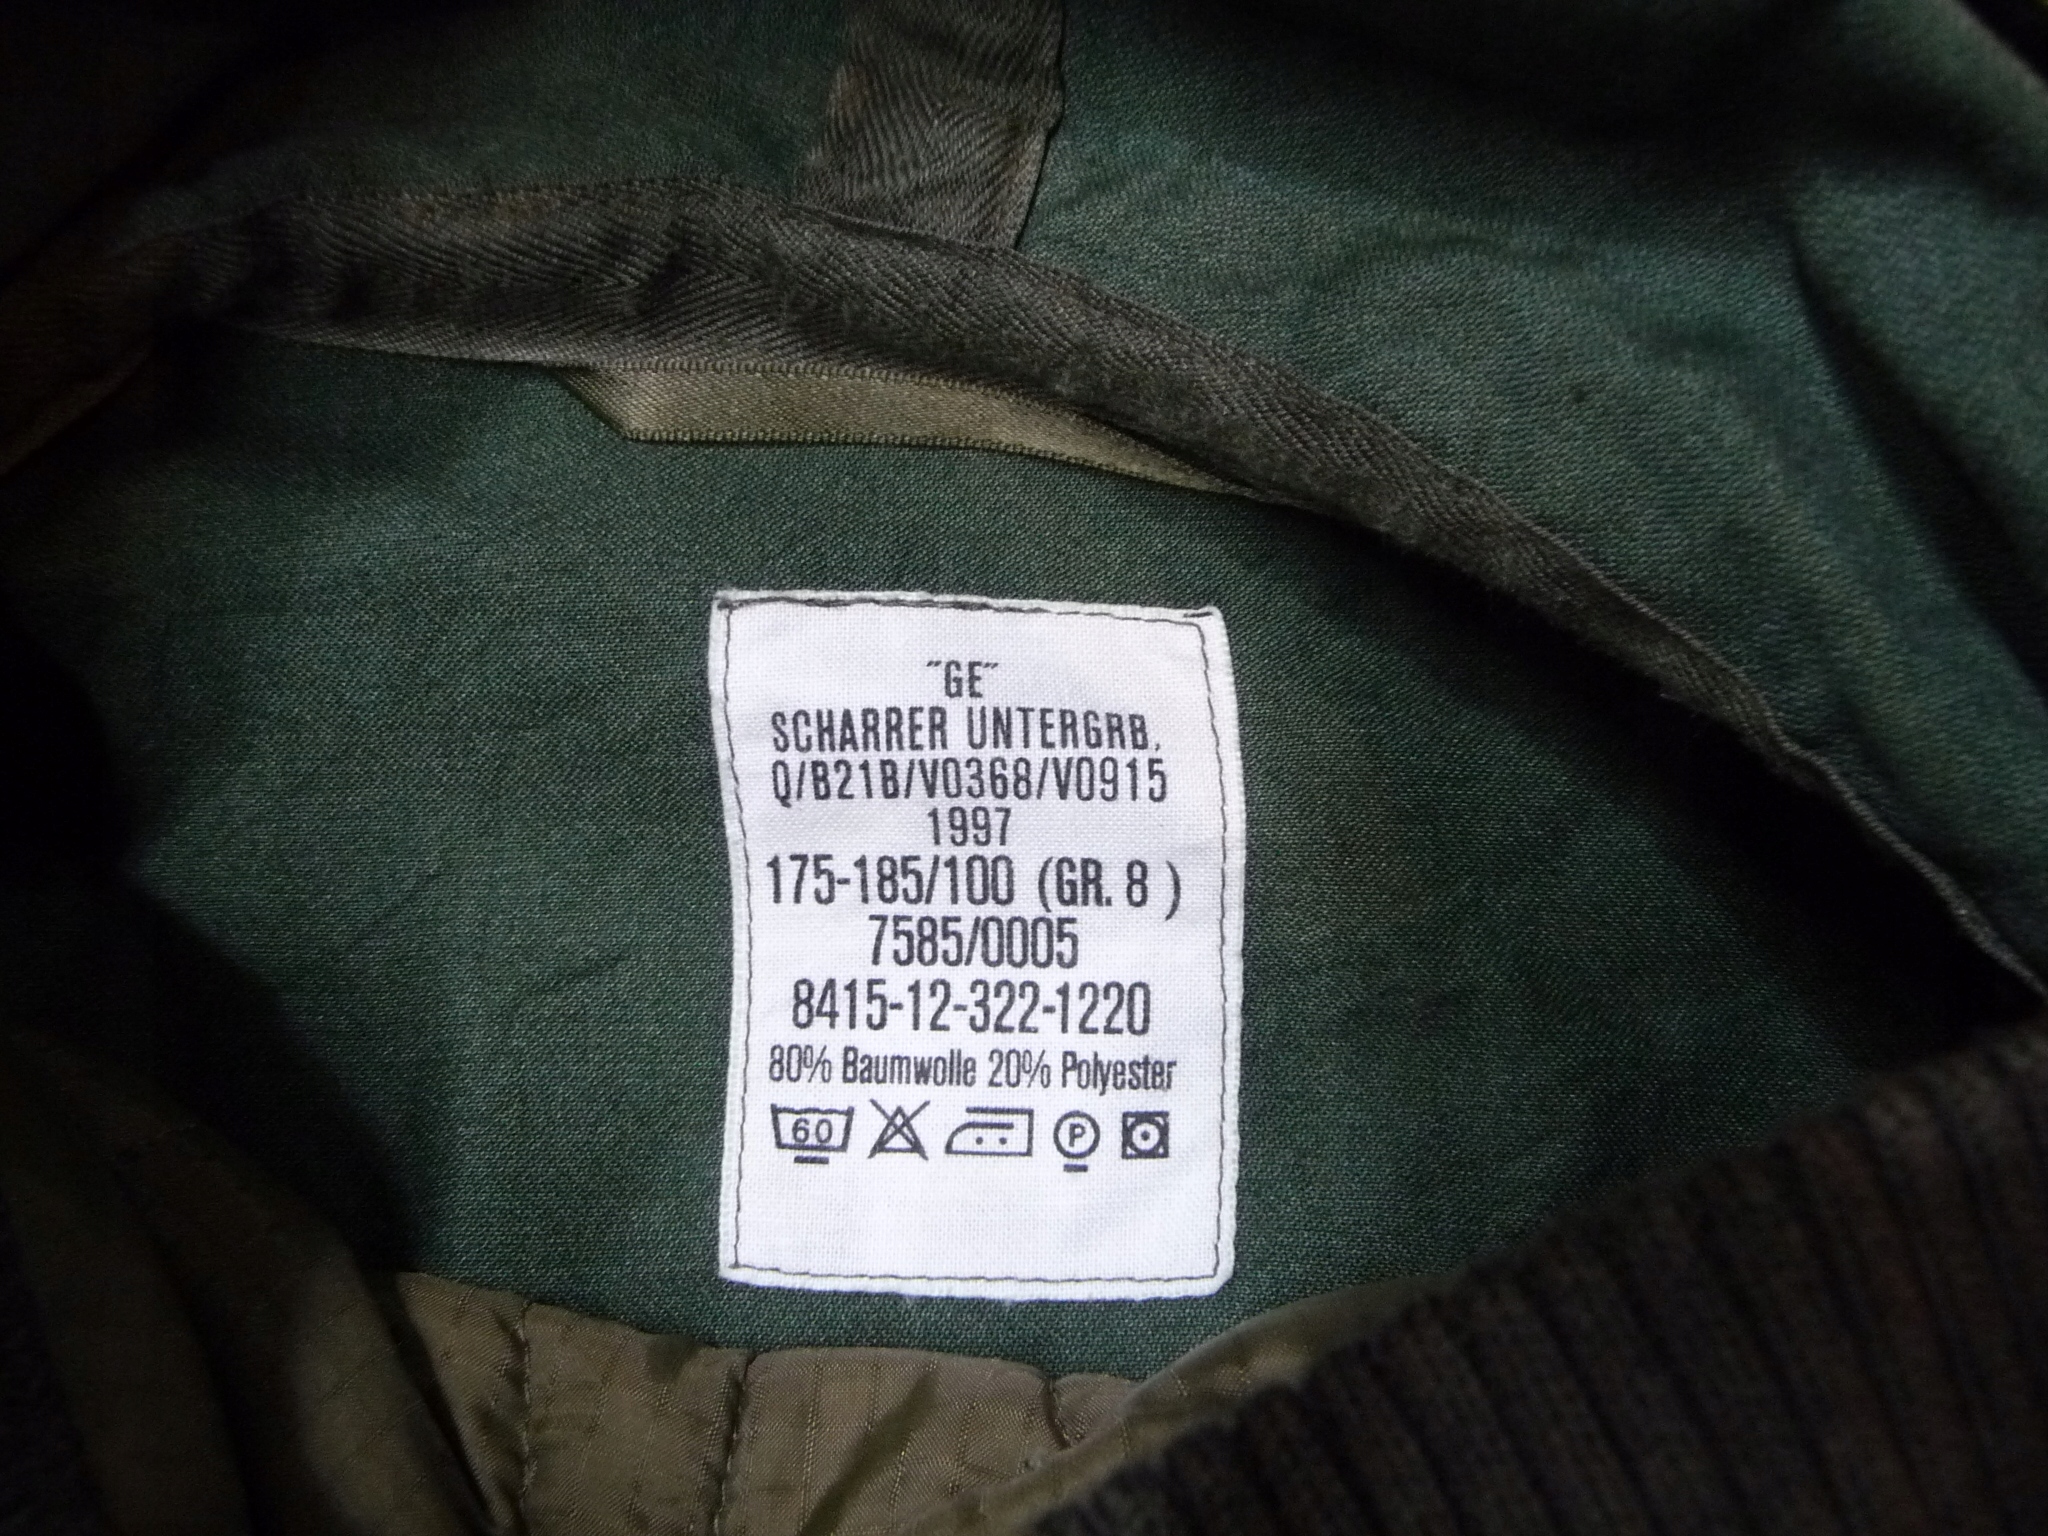 "GE"
SCHARRER UNTERGRB.
Q/B21B/V0368/V0915
1997
175-185/100 (GR. 8 )
7585/0005
8415-12-322-1220
80% Baumwolle 20% Polyester
60 P